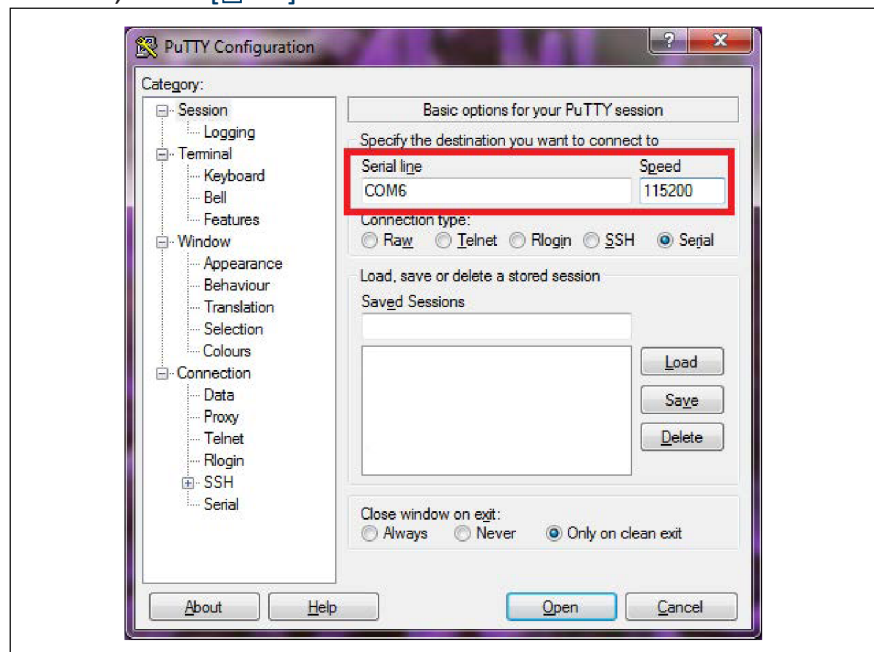 PuTTY Configuration
Category:
Session
Logging
Terminal
Keyboard
Bell
Features
Window
Appearance
Behaviour
Translation
Selection
Colours
Connection
Data
Proxy
Telnet
Rlogin
SSH
Serial
Basic options for your PuTTY session
Specify the destination you want to connect to
Serial line Speed
COM6 115200
Connection type:
Raw Telnet Rlogin SSH Serial
Load, save or delete a stored session
Saved Sessions
Load
Save
Delete
Close window on exit:
Always Never Only on clean exit
About Help Open Cancel